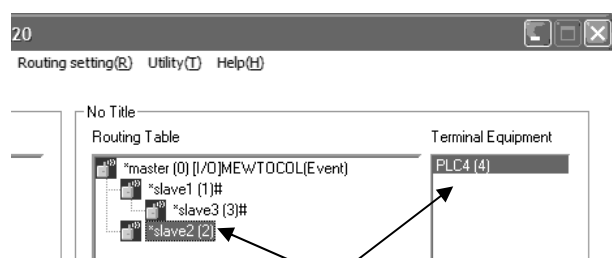 20
Routing setting(R) Utility(T) Help(H)
No Title
Routing Table
Terminal Equipment
*master (0) [I/O]MEWTOCOL(Event)
PLC4 (4)
*slave1 (1)#
*slave3 (3)#
*slave2 (2)